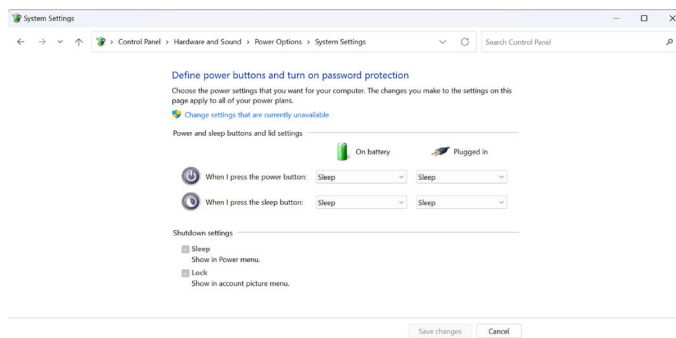 System Settings
Control Panel > Hardware and Sound > Power Options > System Settings
Search Control Panel
Define power buttons and turn on password protection
Choose the power settings that you want for your computer. The changes you make to the settings on this
page apply to all of your power plans.
Change settings that are currently unavailable
Power and sleep buttons and lid settings
On battery
Plugged in
When I press the power button: Sleep Sleep
When I press the sleep button: Sleep Sleep
Shutdown settings
Sleep
Show in Power menu.
Lock
Show in account picture menu.
Save changes Cancel